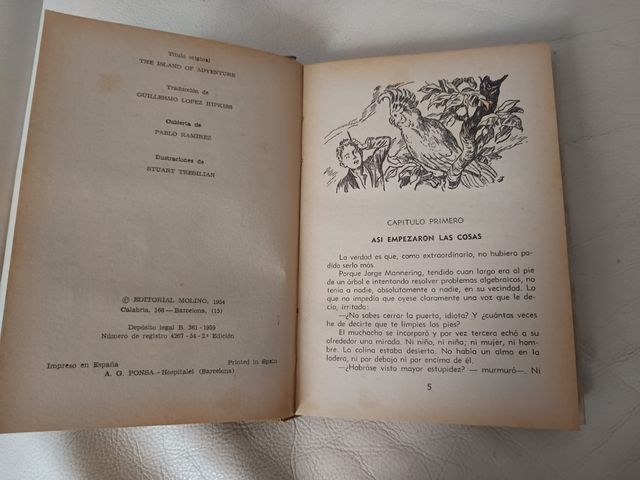 Título original
THE ISLAND OF ADVENTURE
Traducción de
GUILLERMO LOPEZ HIPKISS
Cubierta de
PABLO RAMIREZ
Ilustraciones de
STUART TRESILIAN
© EDITORIAL MOLINO, 1954
Calabria, 166 — Barcelona, (15)
Depósito legal B. 361 - 1959
Número de registro 4267 - 54 - 2.ª Edición
Impreso en España Printed in Spain
A. G. PONSA. - Hospitalet (Barcelona)
CAPITULO PRIMERO
ASI EMPEZARON LAS COSAS
La verdad es que, como extraordinario, no hubiera po-
dido serlo más.
Porque Jorge Mannering, tendido cuan largo era al pie
de un árbol e intentando resolver problemas algebraicos, no
tenía a nadie, absolutamente a nadie, en su vecindad. Lo
que no impedía que oyese claramente una voz que le de-
cía, irritada:
—¿No sabes cerrar la puerta, idiota? Y ¿cuántas veces
he de decirte que te limpies los pies?
El muchacho se incorporó y por vez tercera echó a su
alrededor una mirada. Ni niño, ni niña; ni mujer, ni hom-
bre. La colina estaba desierta. No había un alma en la
ladera, ni por debajo ni por encima de él.
—¿Habráse visto mayor estupidez? — murmuró—. Ni
5